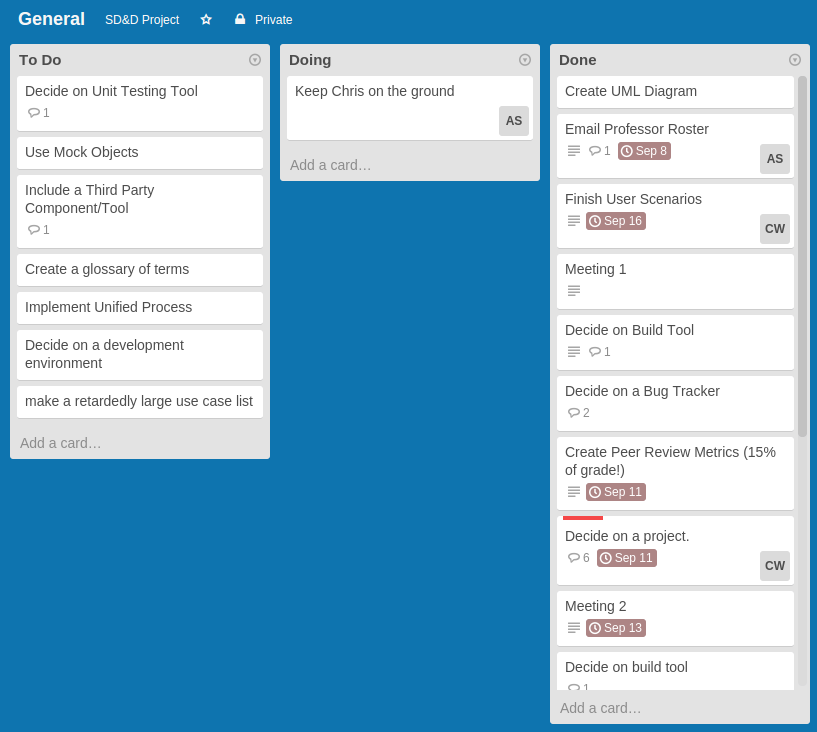 General SD&D Project Private
To Do
Decide on Unit Testing Tool
1
Use Mock Objects
Include a Third Party
Component/Tool
1
Create a glossary of terms
Implement Unified Process
Decide on a development
environment
make a retardedly large use case list
Add a card…
Doing
Keep Chris on the ground
AS
Add a card…
Done
Create UML Diagram
Email Professor Roster
1 Sep 8
AS
Finish User Scenarios
Sep 16
CW
Meeting 1
Decide on Build Tool
1
Decide on a Bug Tracker
2
Create Peer Review Metrics (15%
of grade!)
Sep 11
Decide on a project.
6 Sep 11
CW
Meeting 2
Sep 13
Decide on build tool
1
Add a card…